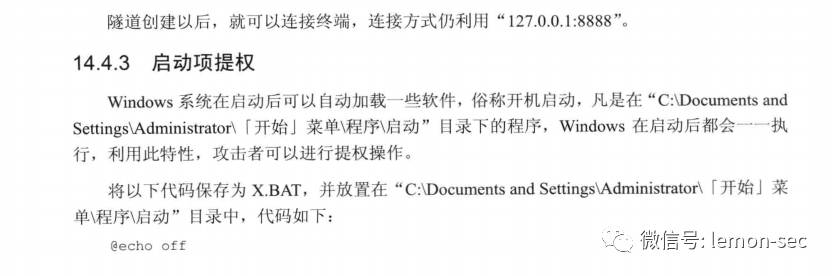 隧道创建以后，就可以连接终端，连接方式仍利用“127.0.0.1:8888”。
14.4.3 启动项提权
Windows 系统在启动后可以自动加载一些软件，俗称开机启动，凡是在“C:\Documents and
Settings\Administrator\「开始」菜单\程序\启动”目录下的程序，Windows 在启动后都会一一执
行，利用此特性，攻击者可以进行提权操作。
将以下代码保存为 X.BAT，并放置在“C:\Documents and Settings\Administrator\「开始」菜
单\程序\启动”目录中，代码如下：
@echo off
微信号: lemon-sec